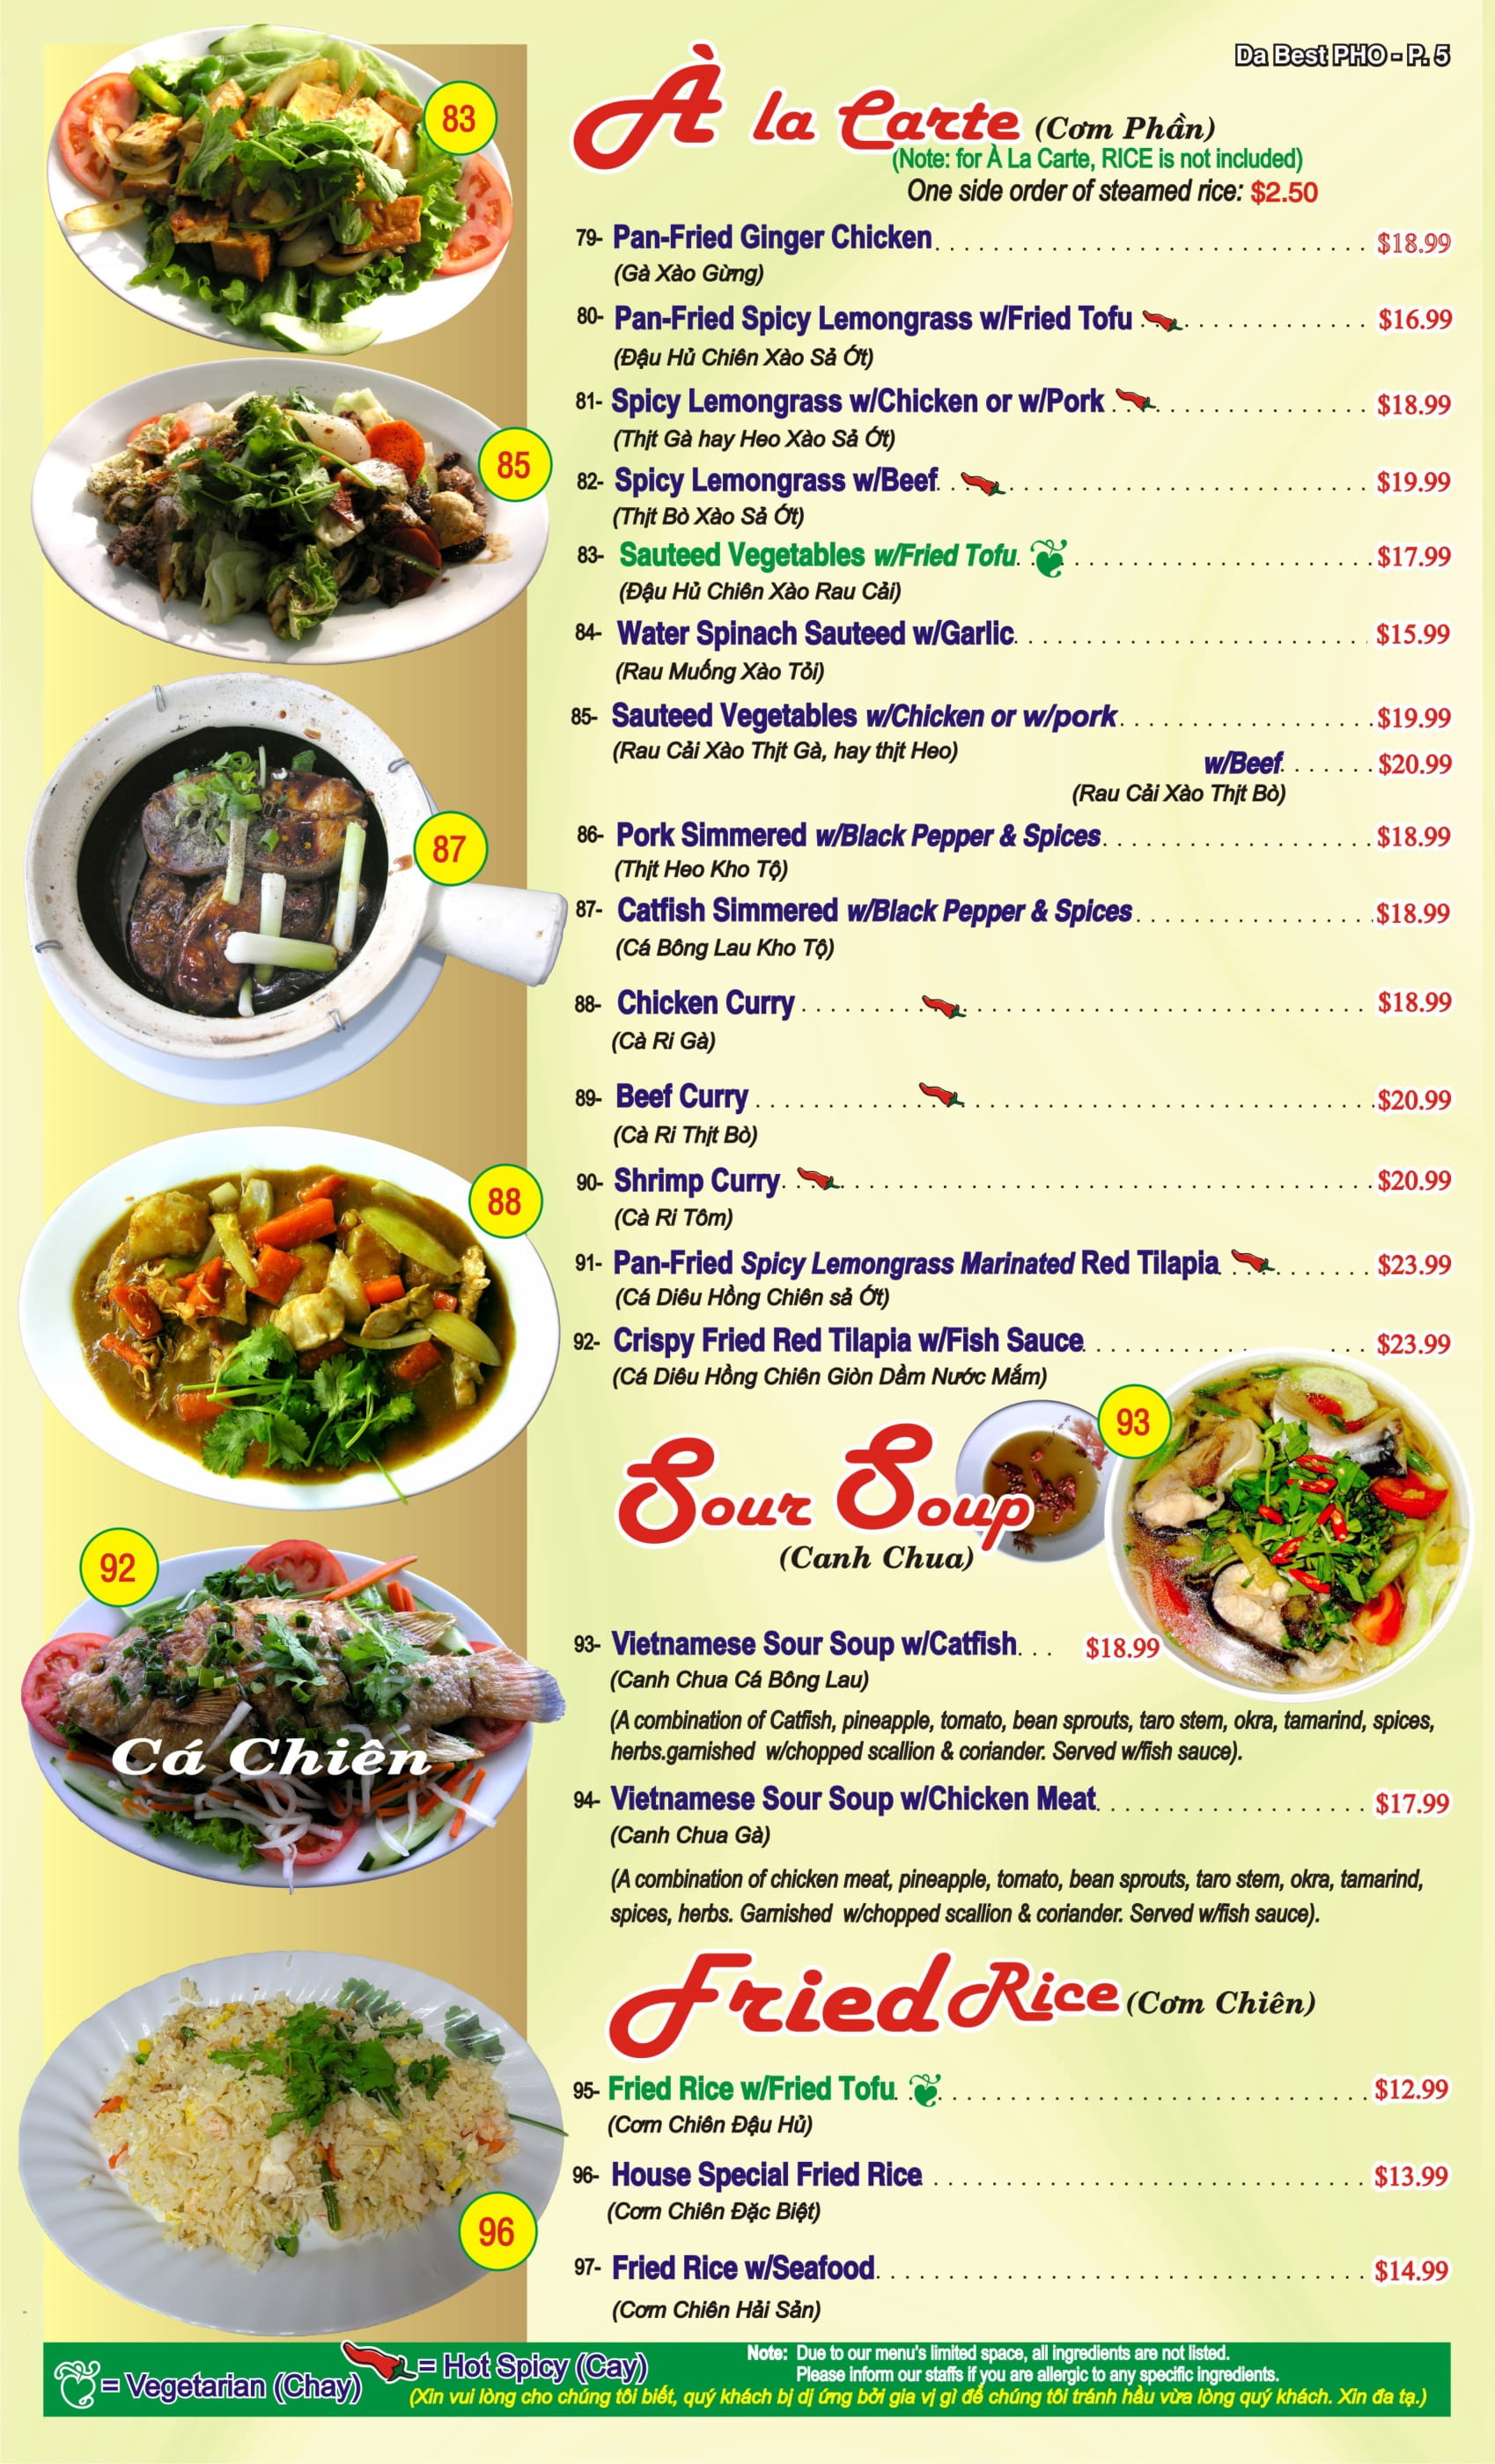 Da Best PHO - P. 5
À la Carte (Cơm Phần)
(Note: for À La Carte, RICE is not included)
One side order of steamed rice: $2.50
79- Pan-Fried Ginger Chicken $18.99
(Gà Xào Gừng)
80- Pan-Fried Spicy Lemongrass w/Fried Tofu $16.99
(Đậu Hủ Chiên Xào Sả Ớt)
81- Spicy Lemongrass w/Chicken or w/Pork $18.99
(Thịt Gà hay Heo Xào Sả Ớt)
82- Spicy Lemongrass w/Beef $19.99
(Thịt Bò Xào Sả Ớt)
83- Sauteed Vegetables w/Fried Tofu $17.99
(Đậu Hủ Chiên Xào Rau Cải)
84- Water Spinach Sauteed w/Garlic $15.99
(Rau Muống Xào Tỏi)
85- Sauteed Vegetables w/Chicken or w/pork $19.99
(Rau Cải Xào Thịt Gà, hay thịt Heo)
w/Beef $20.99
(Rau Cải Xào Thịt Bò)
86- Pork Simmered w/Black Pepper & Spices $18.99
(Thịt Heo Kho Tộ)
87- Catfish Simmered w/Black Pepper & Spices $18.99
(Cá Bông Lau Kho Tộ)
88- Chicken Curry $18.99
(Cà Ri Gà)
89- Beef Curry $20.99
(Cà Ri Thịt Bò)
90- Shrimp Curry $20.99
(Cà Ri Tôm)
91- Pan-Fried Spicy Lemongrass Marinated Red Tilapia $23.99
(Cá Diêu Hồng Chiên sả Ớt)
92- Crispy Fried Red Tilapia w/Fish Sauce $23.99
(Cá Diêu Hồng Chiên Giòn Dầm Nước Mắm)
Sour Soup
(Canh Chua)
93
93- Vietnamese Sour Soup w/Catfish $18.99
(Canh Chua Cá Bông Lau)
(A combination of Catfish, pineapple, tomato, bean sprouts, taro stem, okra, tamarind, spices,
herbs.garnished w/chopped scallion & coriander. Served w/fish sauce).
94- Vietnamese Sour Soup w/Chicken Meat $17.99
(Canh Chua Gà)
(A combination of chicken meat, pineapple, tomato, bean sprouts, taro stem, okra, tamarind,
spices, herbs. Garnished w/chopped scallion & coriander. Served w/fish sauce).
Fried Rice (Cơm Chiên)
95- Fried Rice w/Fried Tofu $12.99
(Cơm Chiên Đậu Hủ)
96- House Special Fried Rice $13.99
(Cơm Chiên Đặc Biệt)
97- Fried Rice w/Seafood $14.99
(Cơm Chiên Hải Sản)
83
85
87
88
92
Cá Chiên
96
= Vegetarian (Chay)
= Hot Spicy (Cay)
Note: Due to our menu's limited space, all ingredients are not listed.
Please inform our staffs if you are allergic to any specific ingredients.
(Xin vui lòng cho chúng tôi biết, quý khách bị dị ứng bởi gia vị gì để chúng tôi tránh hầu vừa lòng quý khách. Xin đa tạ.)